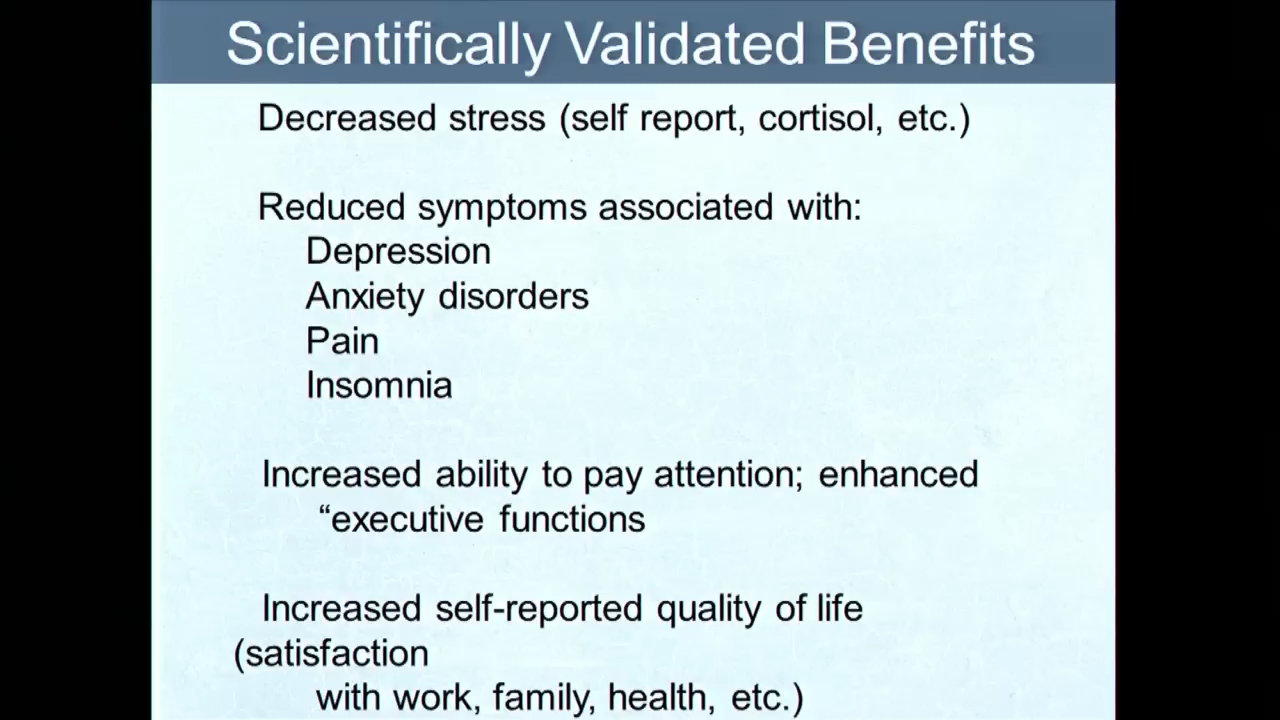 Scientifically Validated Benefits
Decreased stress (self report, cortisol, etc.)
Reduced symptoms associated with:
Depression
Anxiety disorders
Pain
Insomnia
Increased ability to pay attention; enhanced
“executive functions
Increased self-reported quality of life
(satisfaction
with work, family, health, etc.)